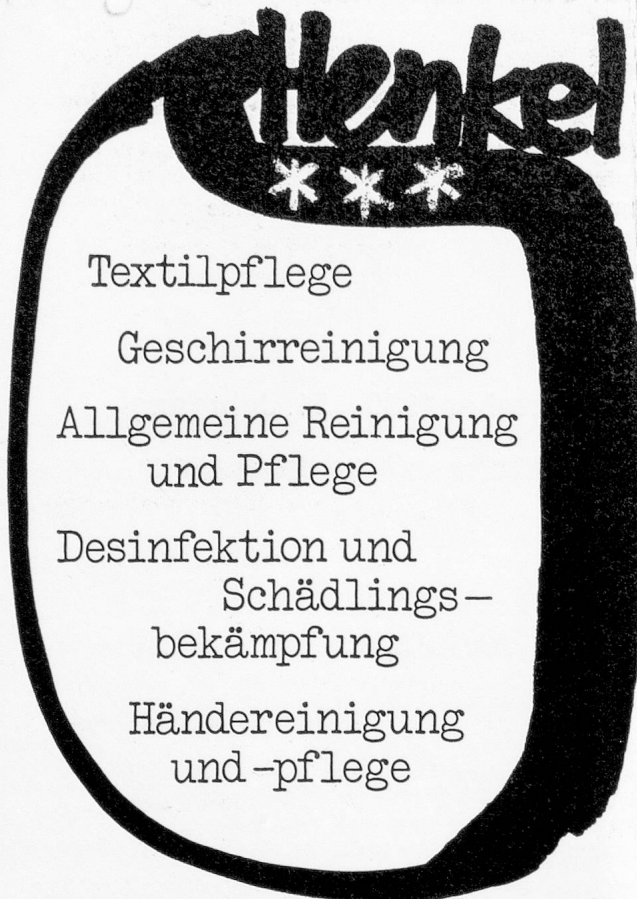 Henkel
***
Textilpflege
Geschirreinigung
Allgemeine Reinigung
und Pflege
Desinfektion und
Schädlings-
bekämpfung
Händereinigung
und-pflege